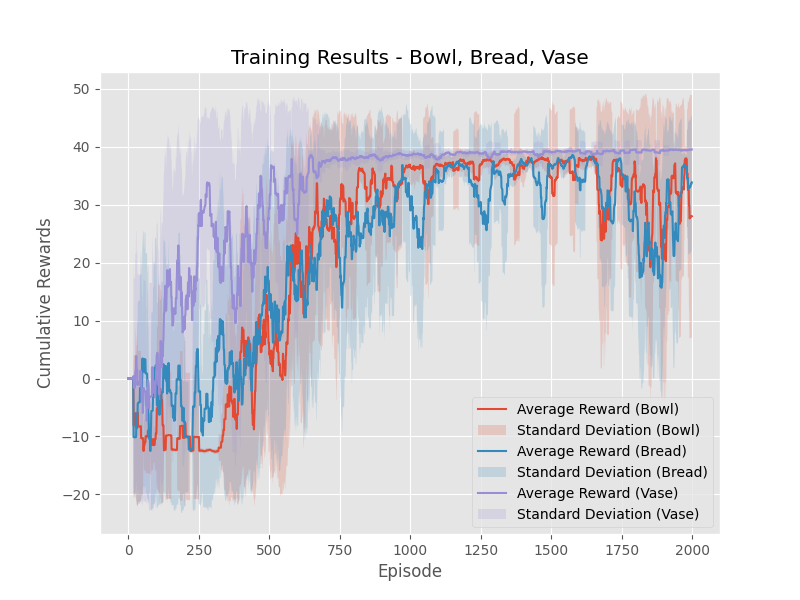 Training Results - Bowl, Bread, Vase
50
40
30
20
10
0
−10
−20
Cumulative Rewards
0 250 500 750 1000 1250 1500 1750 2000
Episode
Average Reward (Bowl)
Standard Deviation (Bowl)
Average Reward (Bread)
Standard Deviation (Bread)
Average Reward (Vase)
Standard Deviation (Vase)